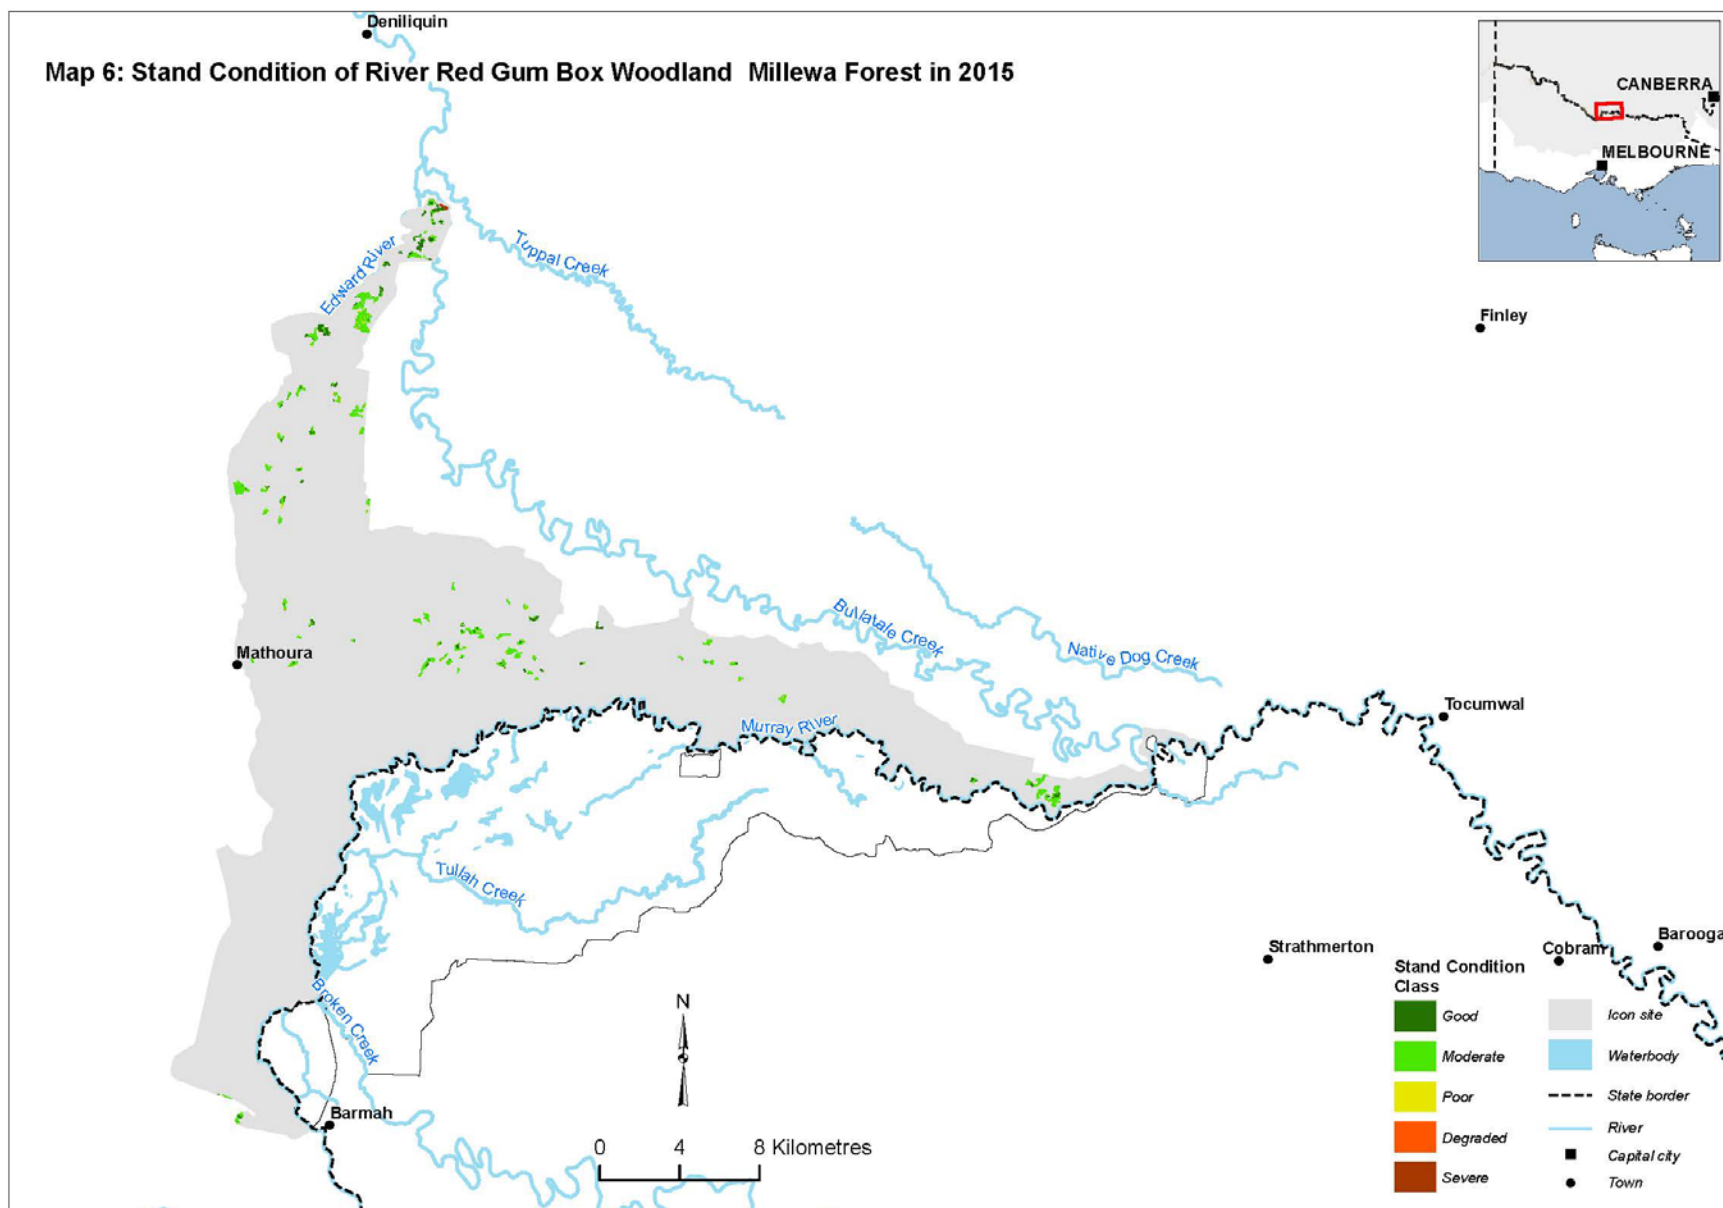 Deniliquin
Map 6: Stand Condition of River Red Gum Box Woodland Millewa Forest in 2015
CANBERRA
MELBOURNE
Edward River
Tuppal Creek
Finley
Bullatale Creek
Native Dog Creek
Mathoura
Murray River
Tocumwal
Tullah Creek
Broken Creek
Strathmerton
Cobram
Barooga
Barmah
N
0 4 8 Kilometres
Stand Condition
Class
Good
Moderate
Poor
Degraded
Severe
Icon site
Waterbody
State border
River
Capital city
Town